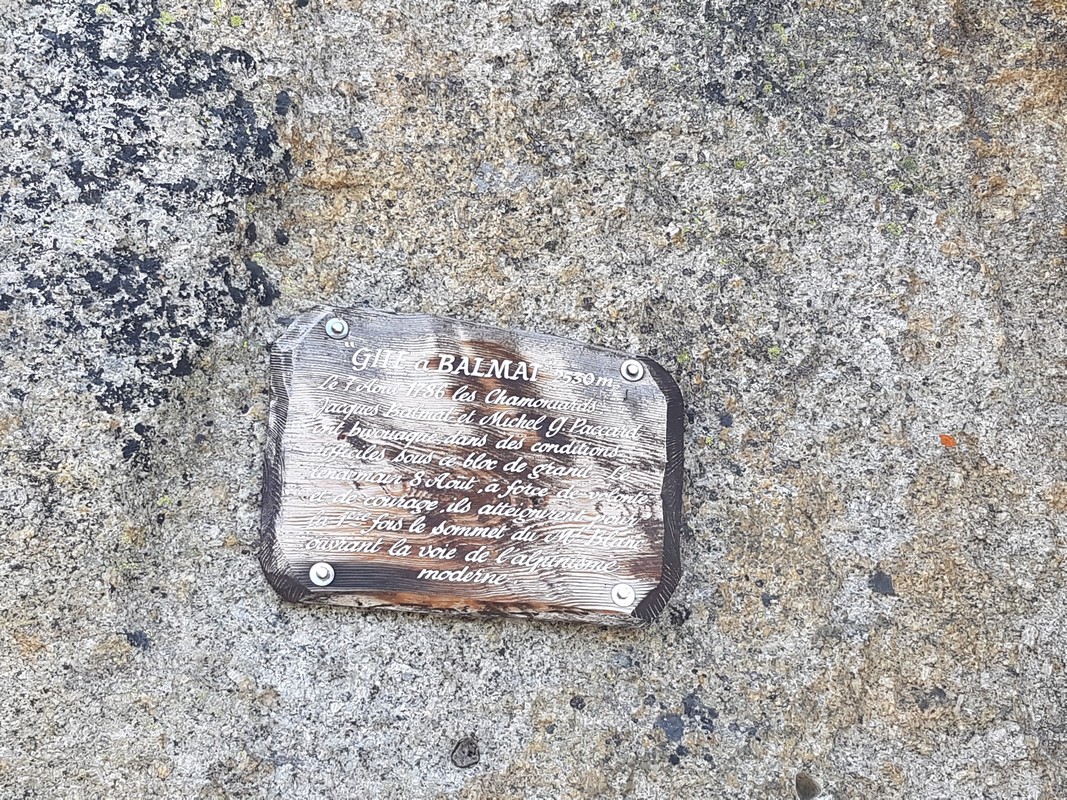 "GITE à BALMAT" 2530 m
Le 7 Août 1786 les Chamoniards
Jacques Balmat et Michel G. Paccard
ont bivouaqué dans des conditions
difficiles sous ce bloc de granit. Le
lendemain 8 Août, à force de volonté
et de courage, ils atteignirent pour
la 1ère fois le sommet du Mt Blanc
ouvrant la voie de l'alpinisme
moderne